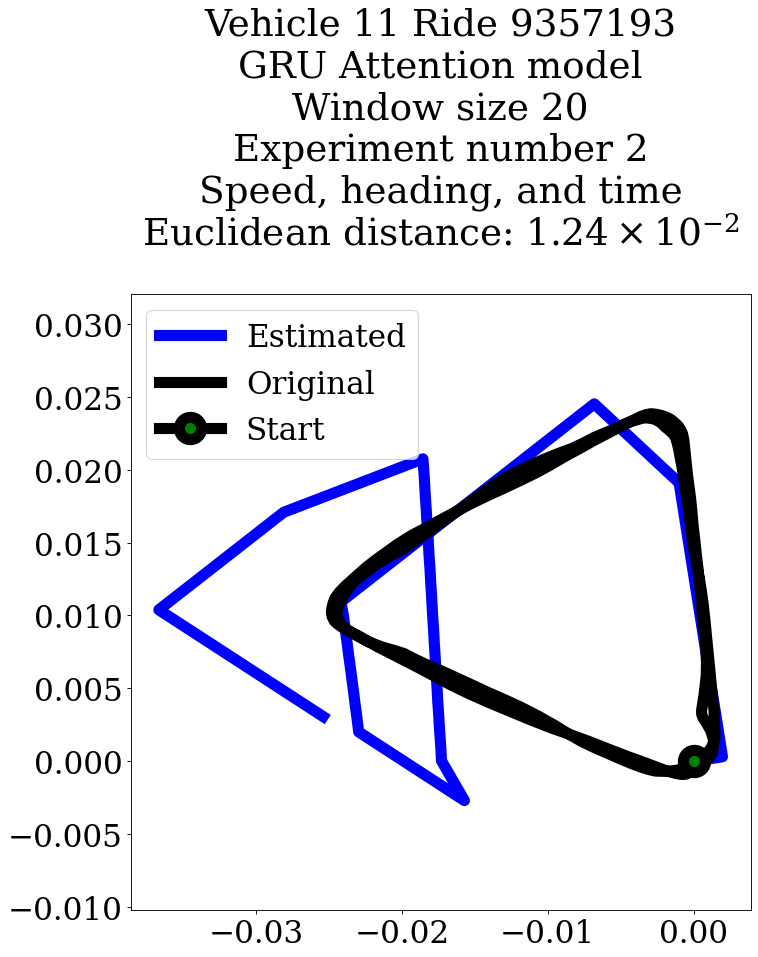 Vehicle 11 Ride 9357193
GRU Attention model
Window size 20
Experiment number 2
Speed, heading, and time
Euclidean distance: 1.24 × 10⁻²
Estimated
Original
Start
0.030
0.025
0.020
0.015
0.010
0.005
0.000
−0.005
−0.010
−0.03 −0.02 −0.01 0.00